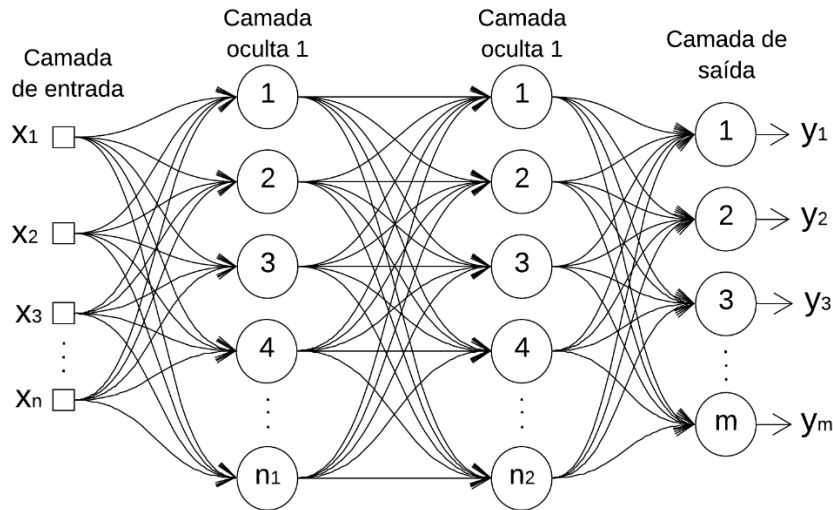 Camada
de entrada
Camada
oculta 1
Camada
oculta 1
Camada de
saída
x1
x2
x3
xn
1
2
3
4
n1
1
2
3
4
n2
1
2
3
m
y1
y2
y3
ym